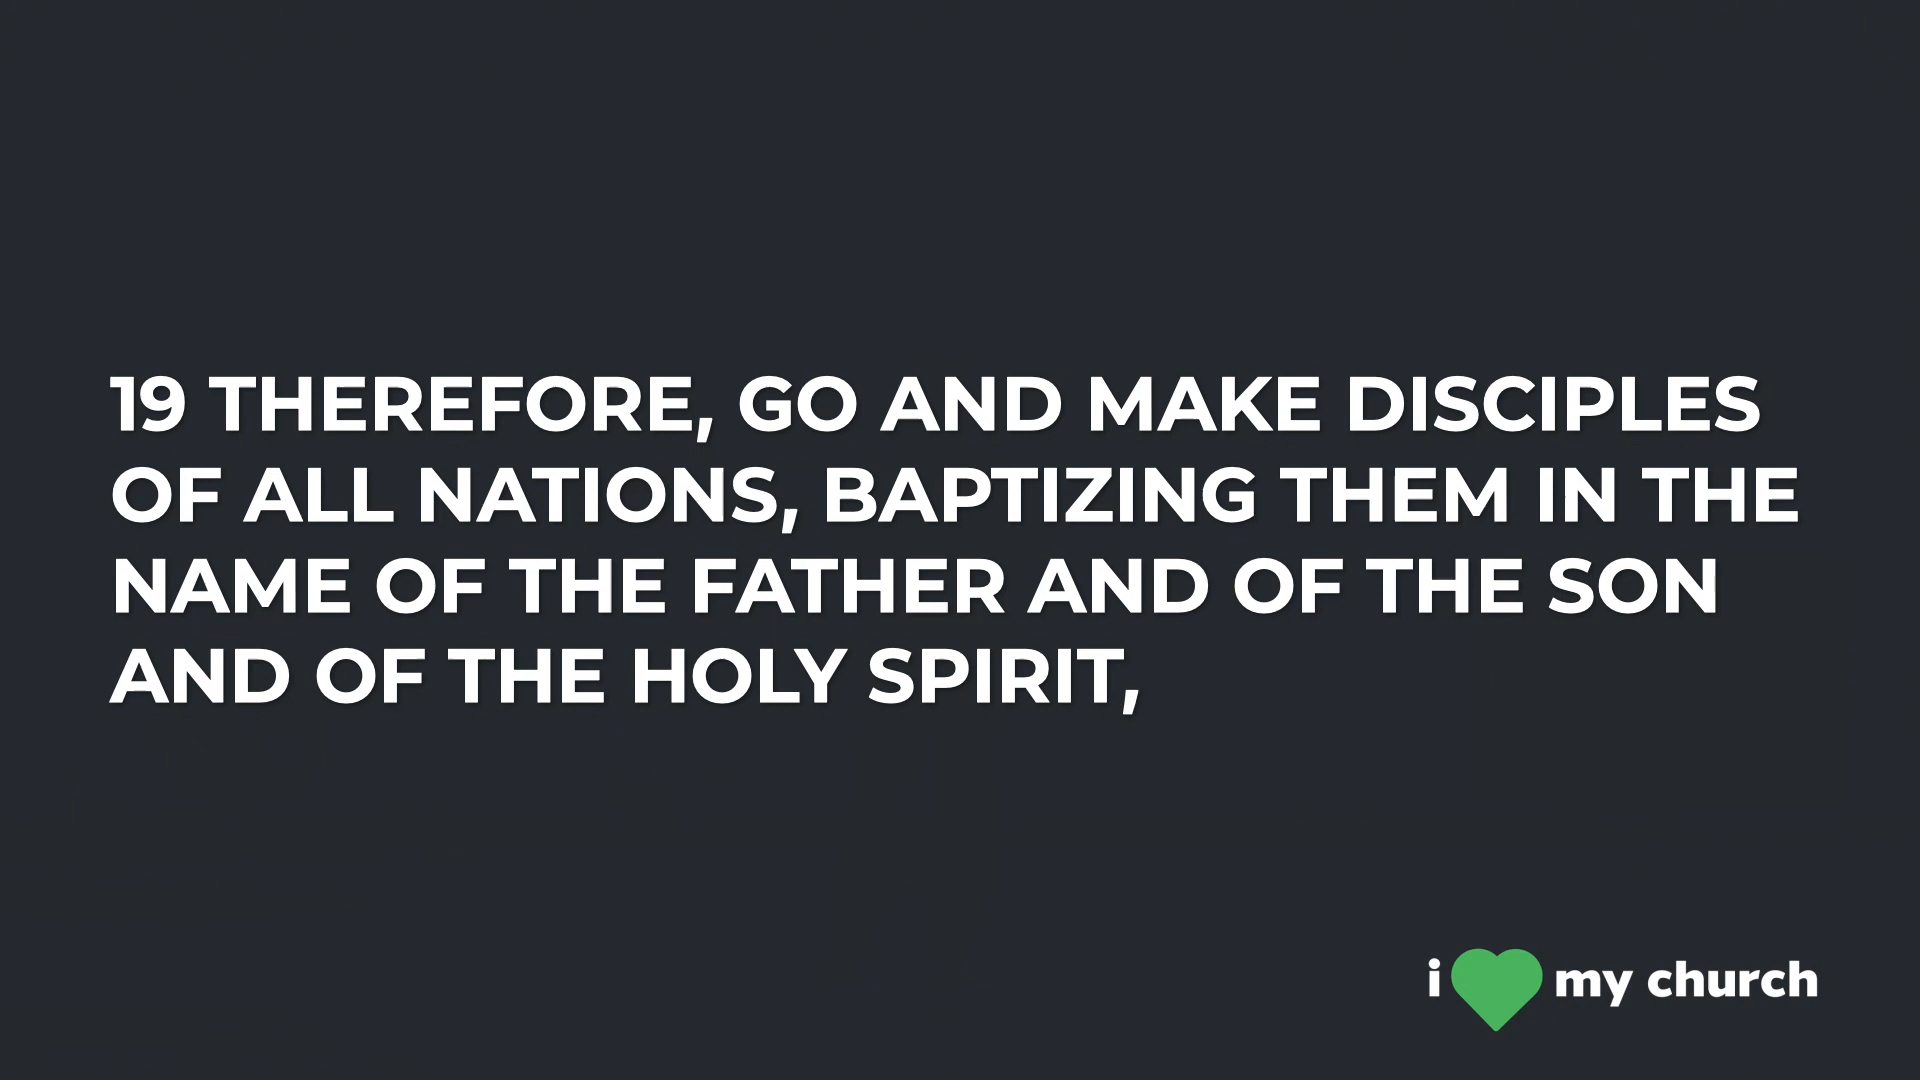 19 THEREFORE, GO AND MAKE DISCIPLES
OF ALL NATIONS, BAPTIZING THEM IN THE
NAME OF THE FATHER AND OF THE SON
AND OF THE HOLY SPIRIT,
i my church